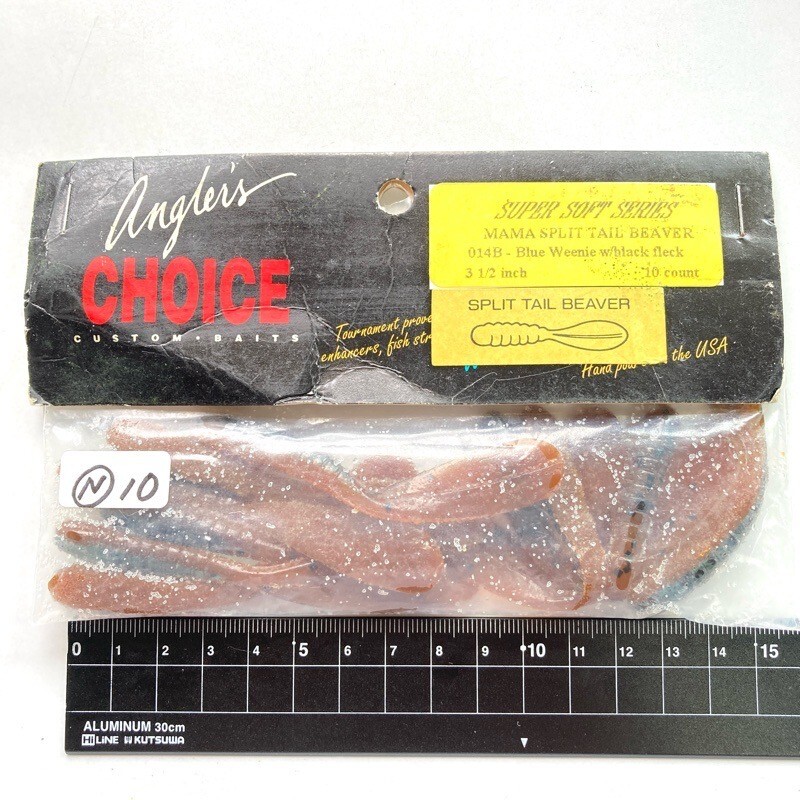 Angler's
CHOICE
CUSTOM • BAITS
SUPER SOFT SERIES
MAMA SPLIT TAIL BEAVER
014B - Blue Weenie w/black fleck
3 1/2 inch 10 count
SPLIT TAIL BEAVER
Tournament prove
enhancers, fish str
Hand pou the USA
N 10
0 1 2 3 4 5 6 7 8 9 10 11 12 13 14 15
ALUMINUM 30cm
Hi LiNE KUTSUWA